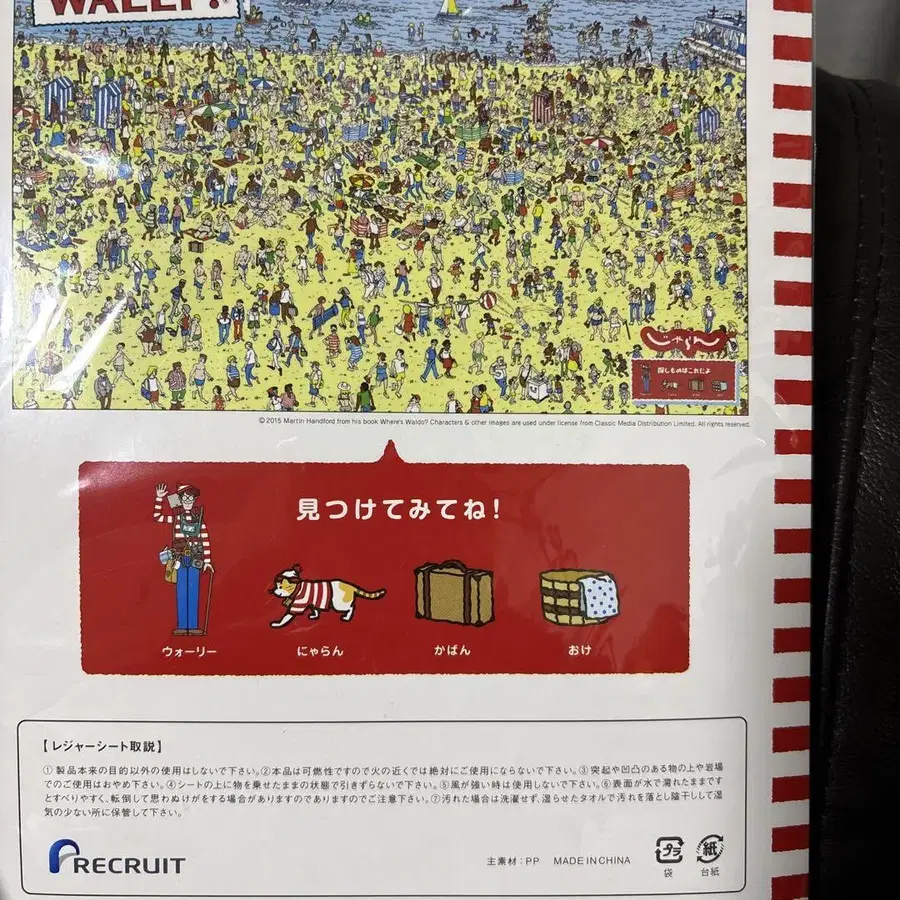 WALLY?
じゃらん
探しものはこれだよ
© 2015 Martin Handford from his book Where's Waldo? Characters & other images are used under license from Classic Media Distribution Limited. All rights reserved.
見つけてみてね!
ウォーリー
にゃらん
かばん
おけ
【レジャーシート取説】
①製品本来の目的以外の使用はしないで下さい。②本品は可燃性ですので火の近くでは絶対にご使用にならないで下さい。③突起や凹凸のある物の上や岩場
でのご使用はおやめ下さい。④シートの上に物を乗せたままの状態で引きずらないで下さい。⑤風が強い時は使用しないで下さい。⑥表面が水で濡れたままですと
すべりやすく、転倒して思わぬけがをする場合がありますのでありますのでご注意下さい。⑦汚れた場合は洗濯せず、湿らせたタオルで汚れを落とし陰干しして湿
気の少ない所に保管して下さい。
RECRUIT
主素材:PP MADE IN CHINA
プラ
袋
紙
台紙